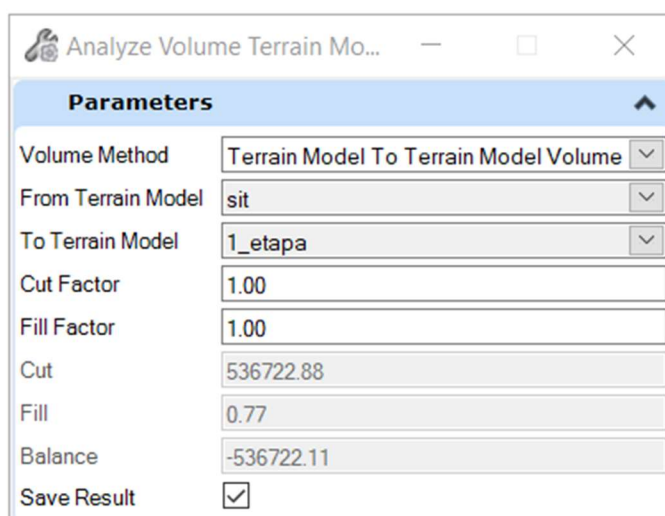 Analyze Volume Terrain Mo...
Parameters
Volume Method Terrain Model To Terrain Model Volume
From Terrain Model sit
To Terrain Model 1_etapa
Cut Factor 1.00
Fill Factor 1.00
Cut 536722.88
Fill 0.77
Balance -536722.11
Save Result